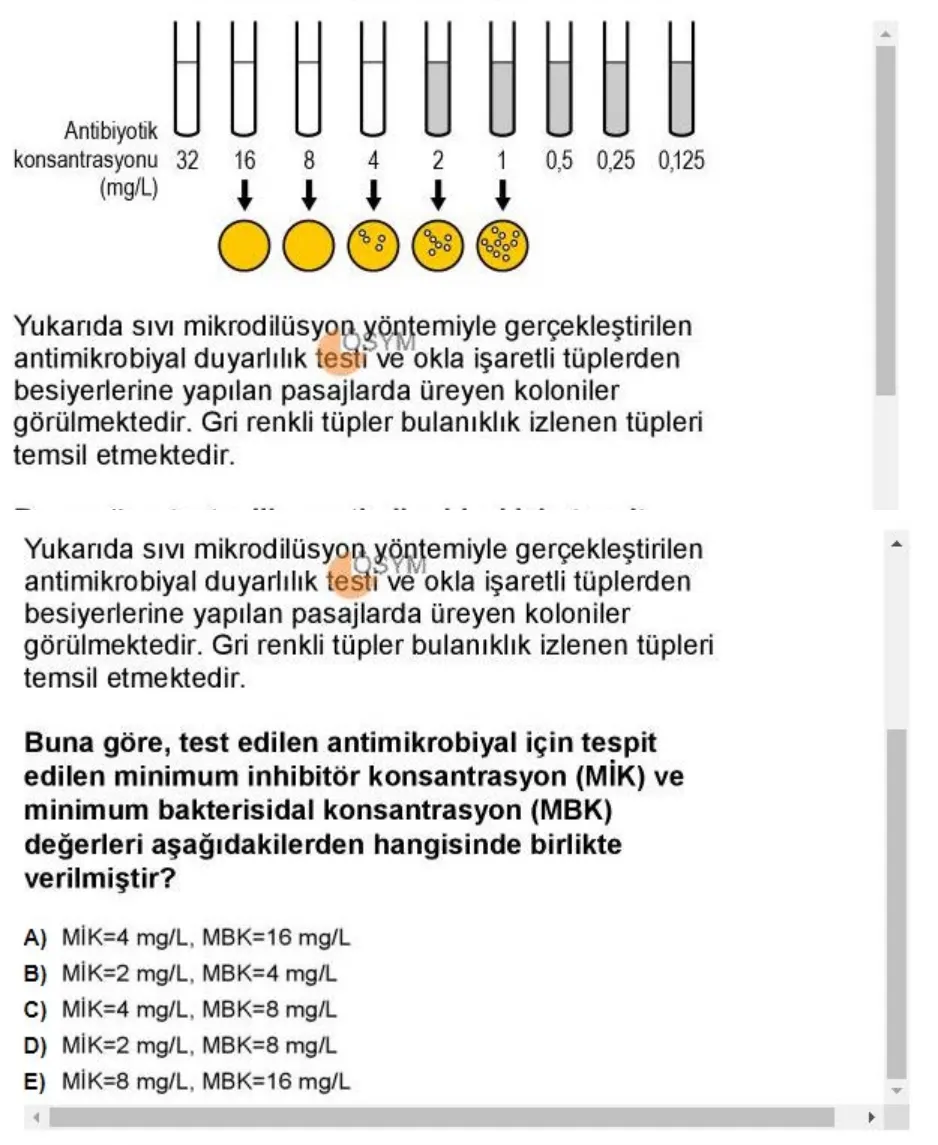 Antibiyotik
konsantrasyonu 32 16 8 4 2 1 0,5 0,25 0,125
(mg/L)
Yukarıda sıvı mikrodilüsyon yöntemiyle gerçekleştirilen
antimikrobiyal duyarlılık testi ve okla işaretli tüplerden
besiyerlerine yapılan pasajlarda üreyen koloniler
görülmektedir. Gri renkli tüpler bulanıklık izlenen tüpleri
temsil etmektedir.
ÖSYM
Yukarıda sıvı mikrodilüsyon yöntemiyle gerçekleştirilen
antimikrobiyal duyarlılık testi ve okla işaretli tüplerden
besiyerlerine yapılan pasajlarda üreyen koloniler
görülmektedir. Gri renkli tüpler bulanıklık izlenen tüpleri
temsil etmektedir.
ÖSYM
Buna göre, test edilen antimikrobiyal için tespit
edilen minimum inhibitör konsantrasyon (MİK) ve
minimum bakterisidal konsantrasyon (MBK)
değerleri aşağıdakilerden hangisinde birlikte
verilmiştir?
A) MİK=4 mg/L, MBK=16 mg/L
B) MİK=2 mg/L, MBK=4 mg/L
C) MİK=4 mg/L, MBK=8 mg/L
D) MİK=2 mg/L, MBK=8 mg/L
E) MİK=8 mg/L, MBK=16 mg/L